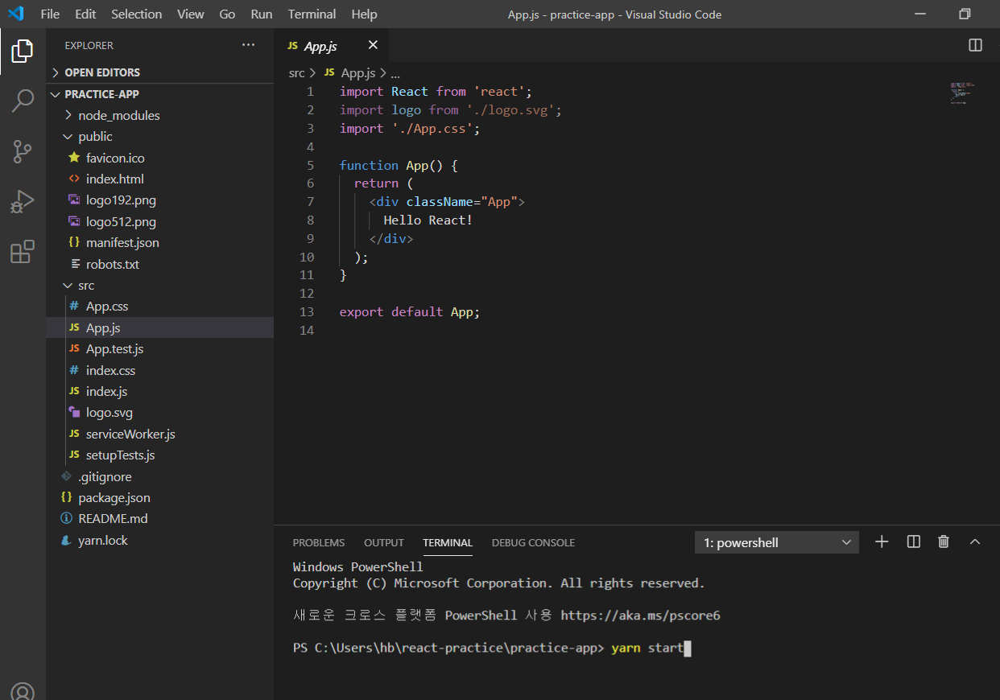 File Edit Selection View Go Run Terminal Help App.js - practice-app - Visual Studio Code
EXPLORER
OPEN EDITORS
PRACTICE-APP
node_modules
public
favicon.ico
index.html
logo192.png
logo512.png
manifest.json
robots.txt
src
App.css
App.js
App.test.js
index.css
index.js
logo.svg
serviceWorker.js
setupTests.js
.gitignore
package.json
README.md
yarn.lock
JS App.js
src > JS App.js > ...
1 import React from 'react';
2 import logo from './logo.svg';
3 import './App.css';
4
5 function App() {
6   return (
7     <div className="App">
8       Hello React!
9     </div>
10   );
11 }
12
13 export default App;
14
PROBLEMS OUTPUT TERMINAL DEBUG CONSOLE 1: powershell
Windows PowerShell
Copyright (C) Microsoft Corporation. All rights reserved.
새로운 크로스 플랫폼 PowerShell 사용 https://aka.ms/pscore6
PS C:\Users\hb\react-practice\practice-app> yarn start